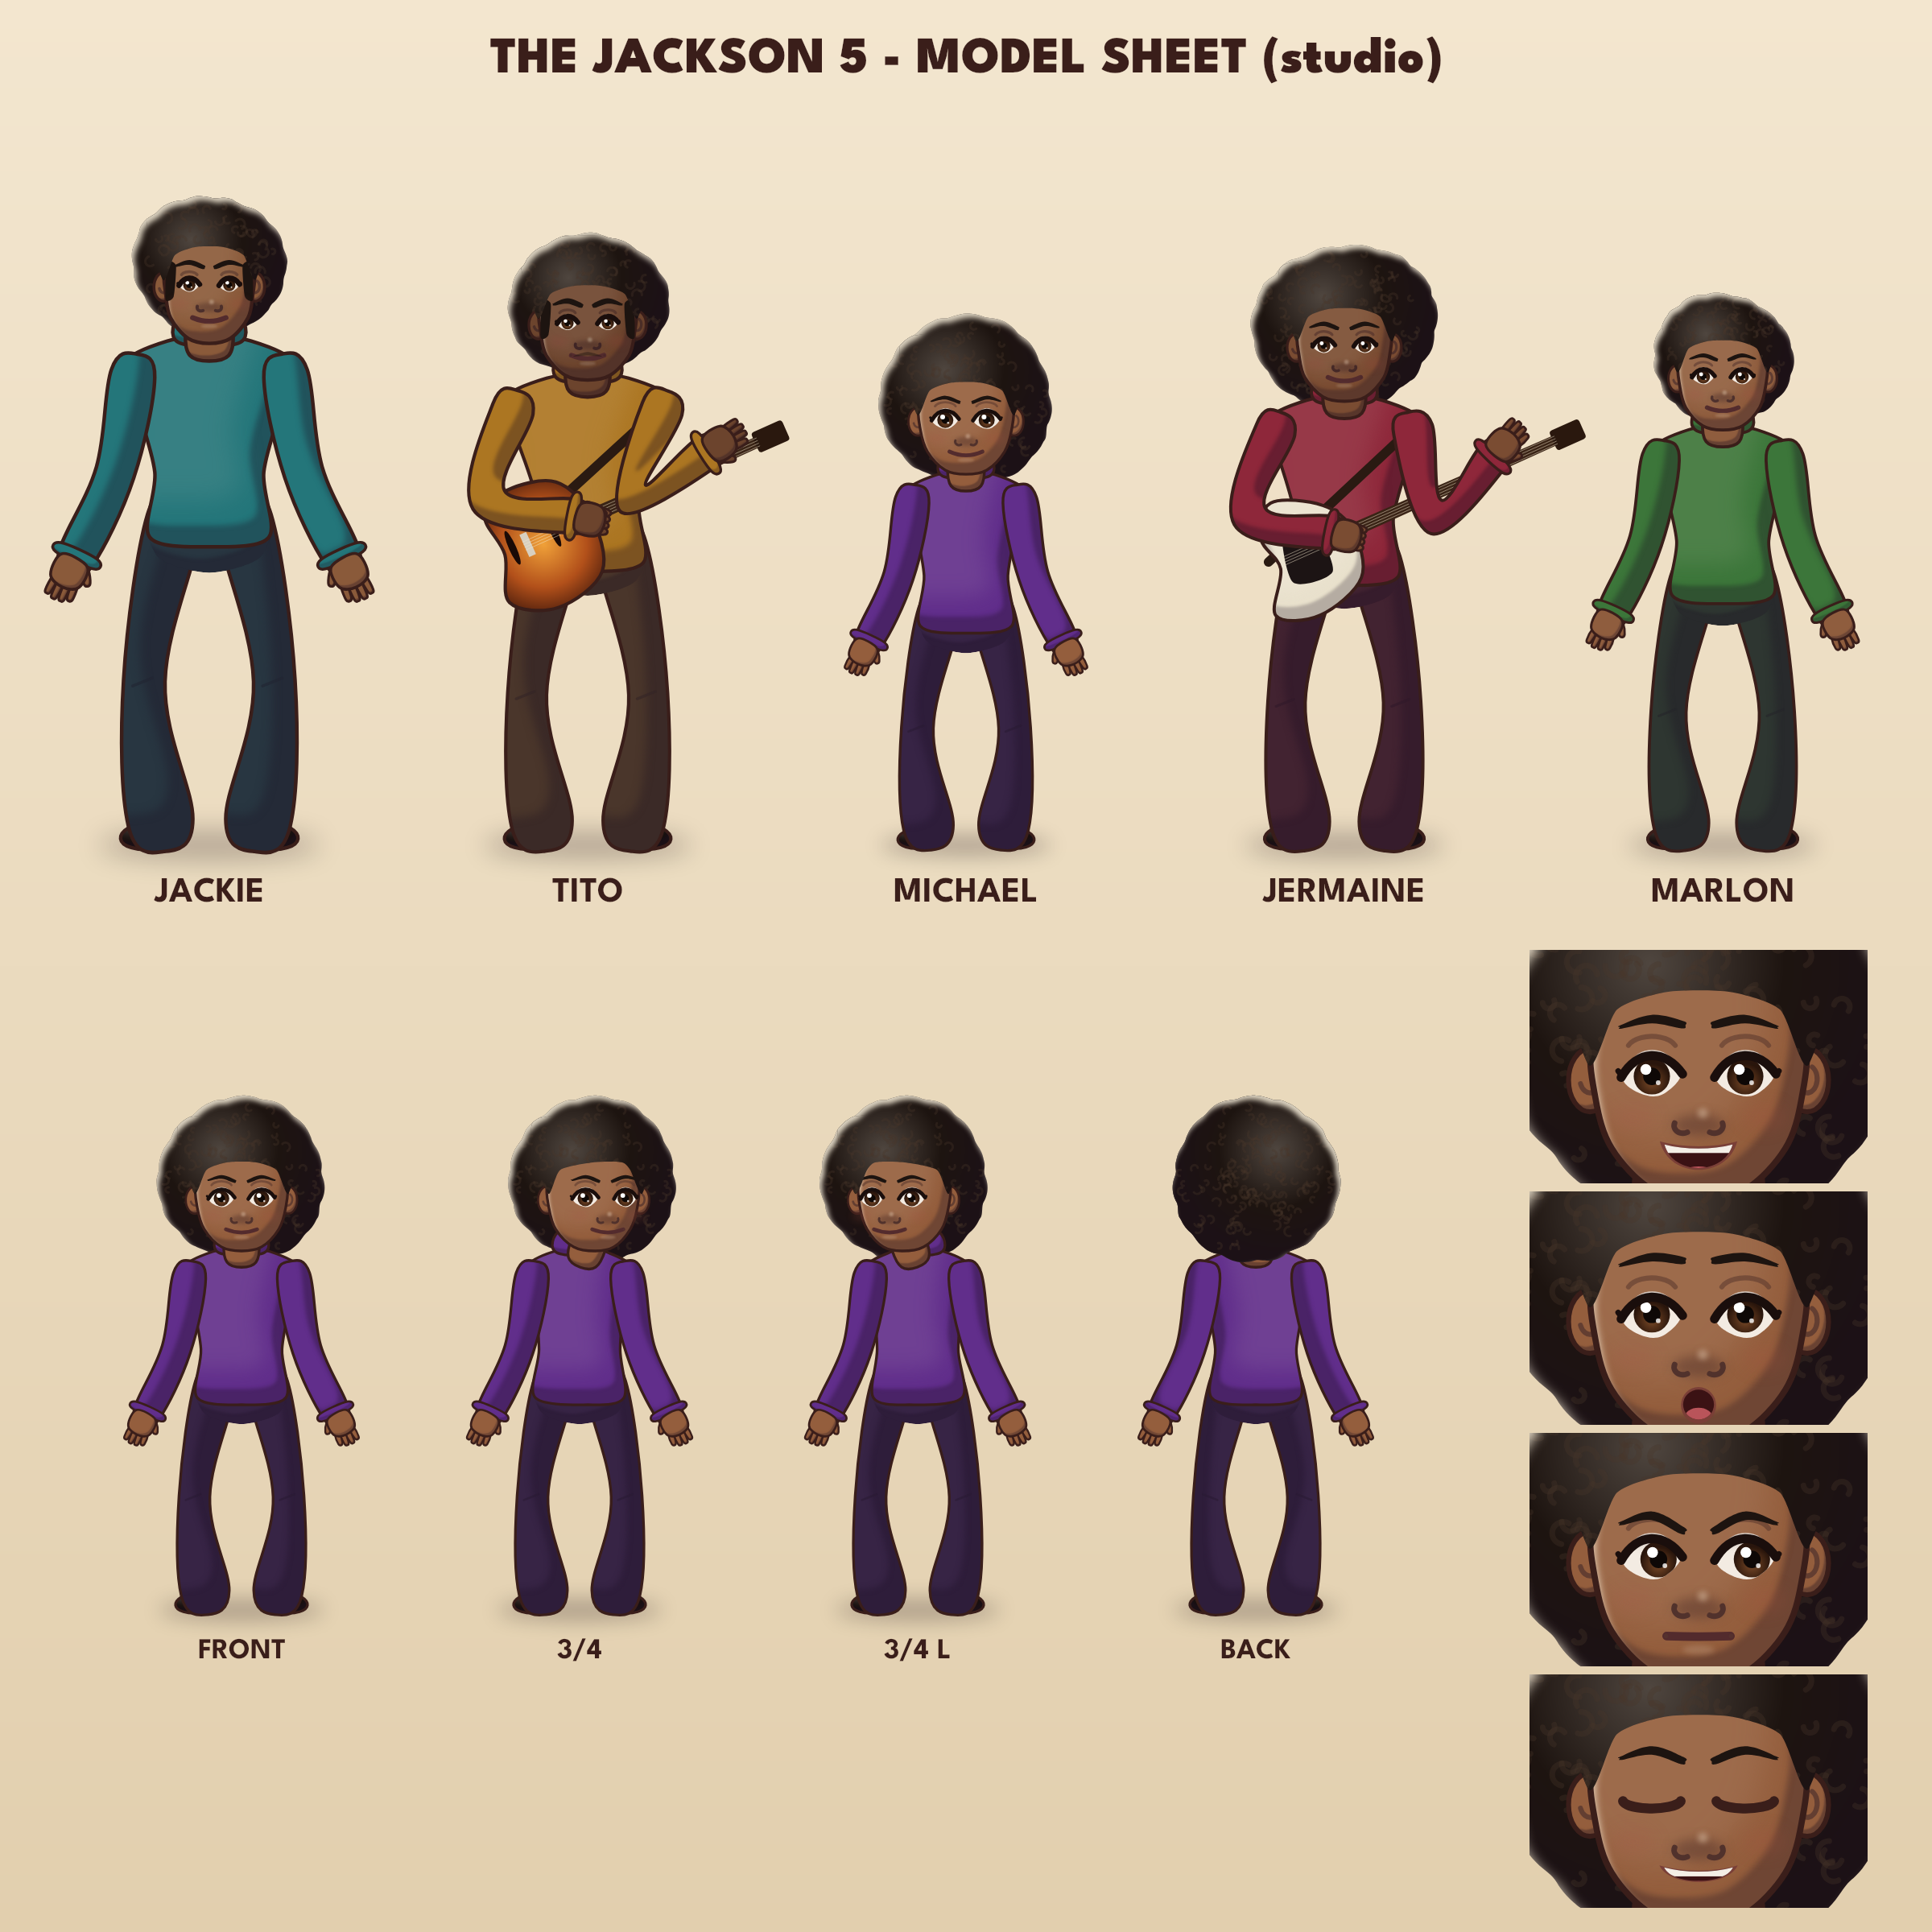 THE JACKSON 5 - MODEL SHEET (studio)
JACKIE
TITO
MICHAEL
JERMAINE
MARLON
FRONT
3/4
3/4 L
BACK